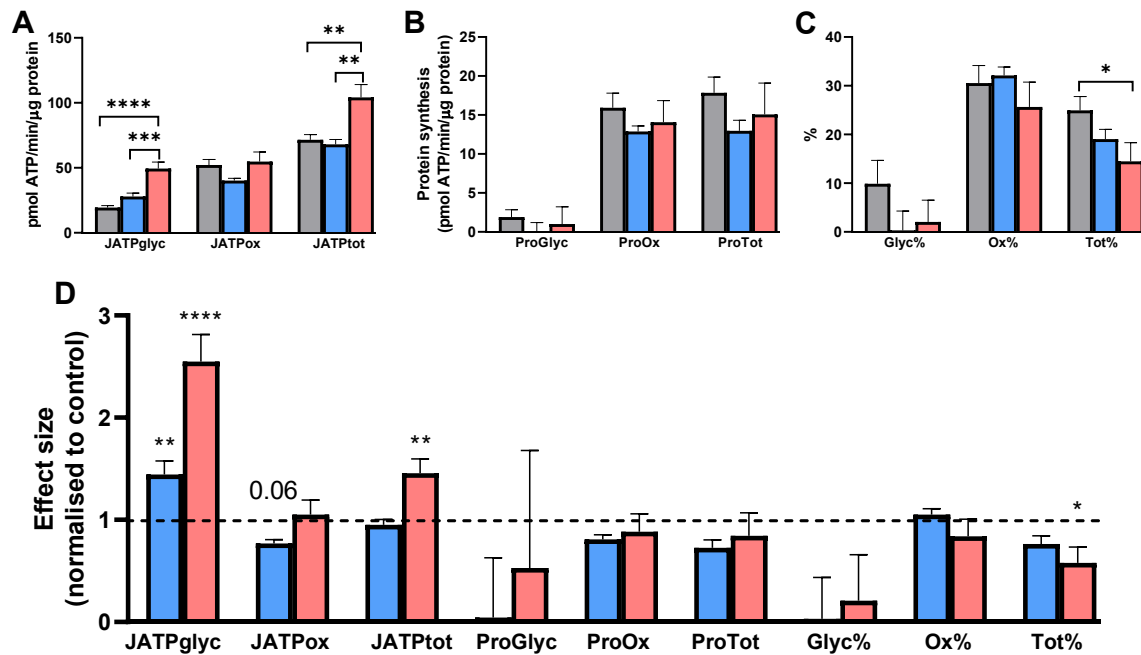 A
pmol ATP/min/µg protein
150
100
50
0
****
***
**
**
JATPglyc JATPox JATPtot
B
Protein synthesis
(pmol ATP/min/µg protein)
25
20
15
10
5
0
ProGlyc ProOx ProTot
C
%
40
30
20
10
0
*
Glyc% Ox% Tot%
D
Effect size
(normalised to control)
3
2
1
0
**
****
0.06
**
*
JATPglyc JATPox JATPtot ProGlyc ProOx ProTot Glyc% Ox% Tot%